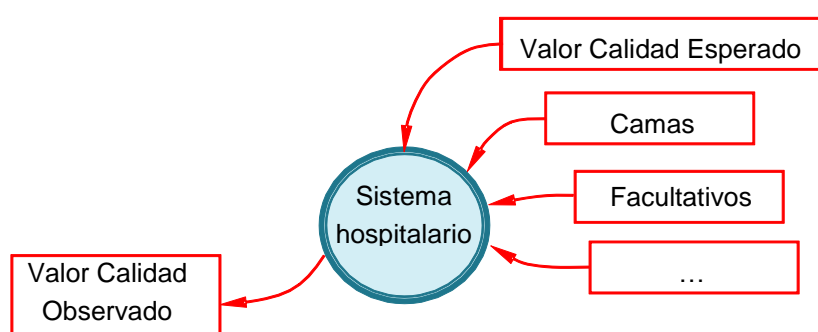 Valor Calidad Esperado
Camas
Sistema
hospitalario
Facultativos
...
Valor Calidad
Observado